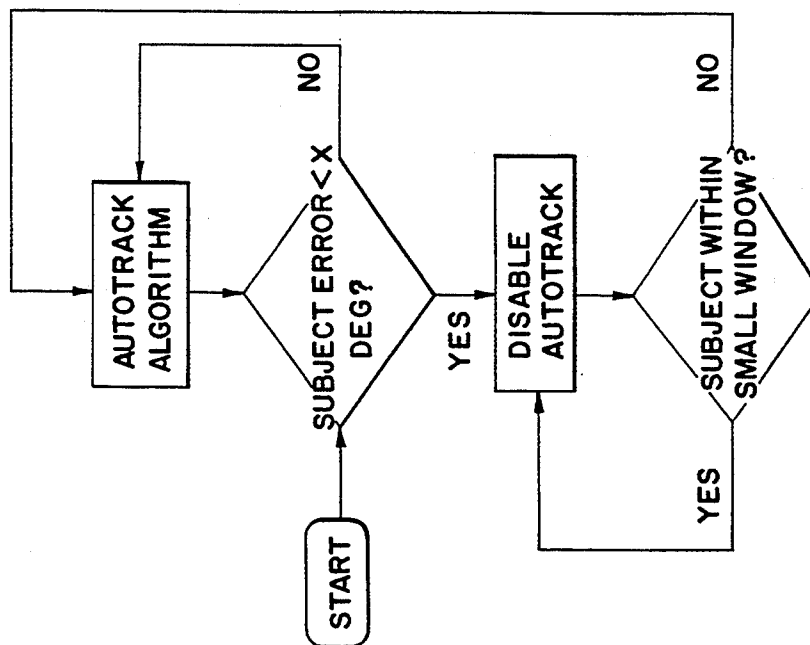 START
AUTOTRACK
ALGORITHM
SUBJECT ERROR < X
DEG?
NO
YES
DISABLE
AUTOTRACK
SUBJECT WITHIN
SMALL WINDOW?
NO
YES